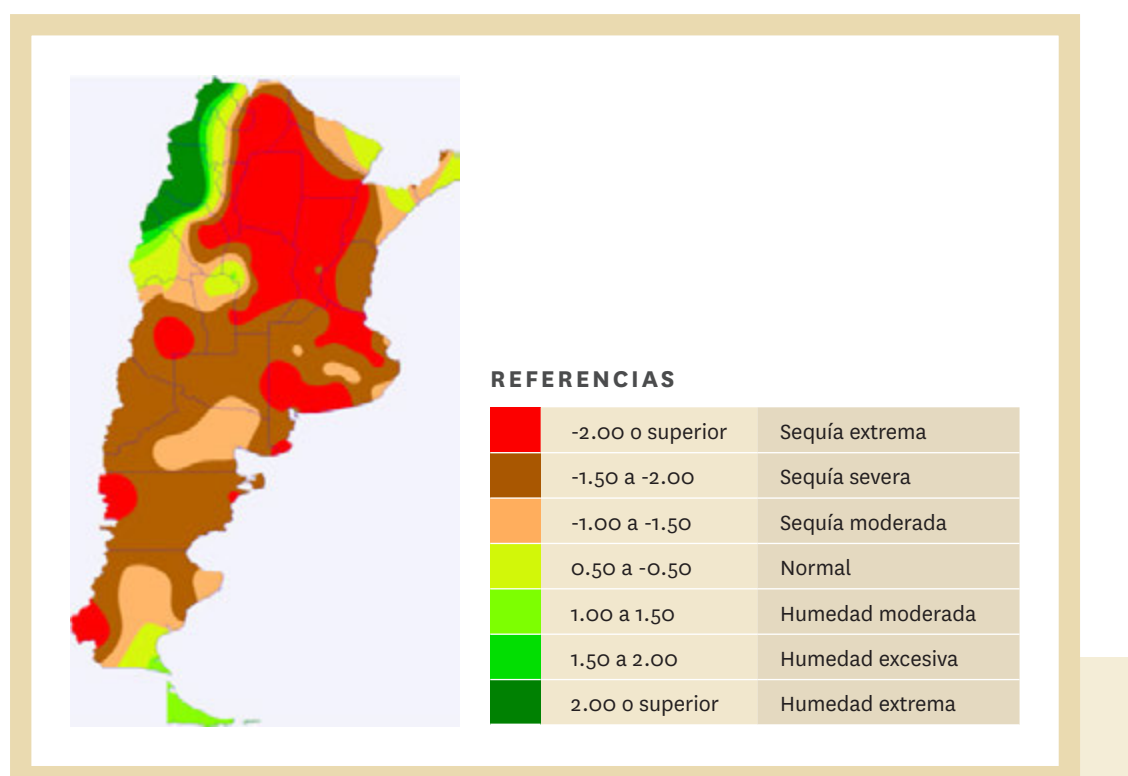 REFERENCIAS
-2.00 o superior Sequía extrema
-1.50 a -2.00 Sequía severa
-1.00 a -1.50 Sequía moderada
0.50 a -0.50 Normal
1.00 a 1.50 Humedad moderada
1.50 a 2.00 Humedad excesiva
2.00 o superior Humedad extrema